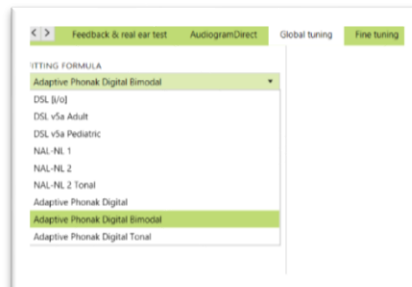 Feedback & real ear test AudiogramDirect Global tuning Fine tuning
ITTING FORMULA
Adaptive Phonak Digital Bimodal
DSL [i/o]
DSL v5a Adult
DSL v5a Pediatric
NAL-NL 1
NAL-NL 2
NAL-NL 2 Tonal
Adaptive Phonak Digital
Adaptive Phonak Digital Bimodal
Adaptive Phonak Digital Tonal